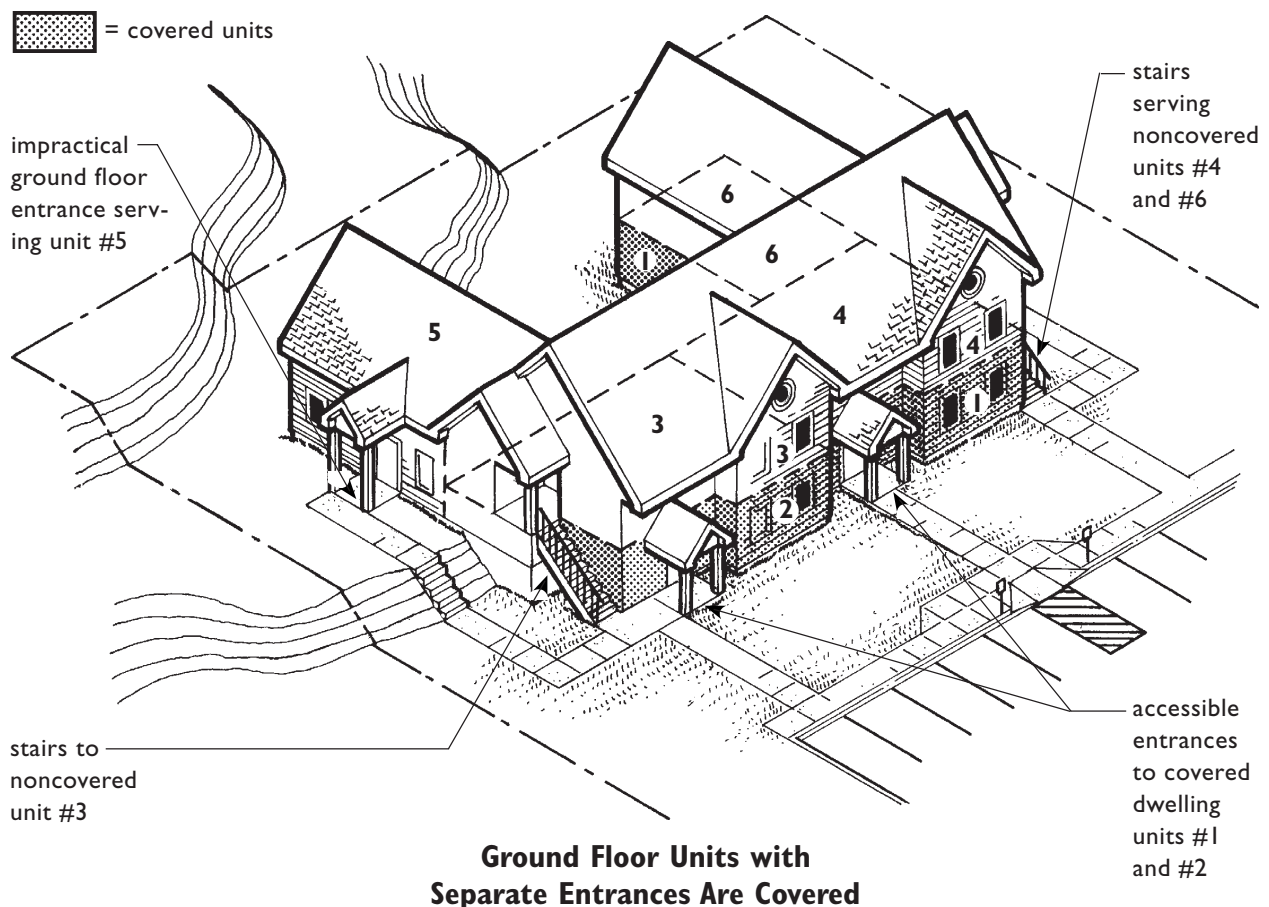 = covered units
impractical
ground floor
entrance serv-
ing unit #5
stairs
serving
noncovered
units #4
and #6
6
1
6
5
4
4
1
3
3
2
stairs to
noncovered
unit #3
accessible
entrances
to covered
dwelling
units #1
and #2
Ground Floor Units with
Separate Entrances Are Covered